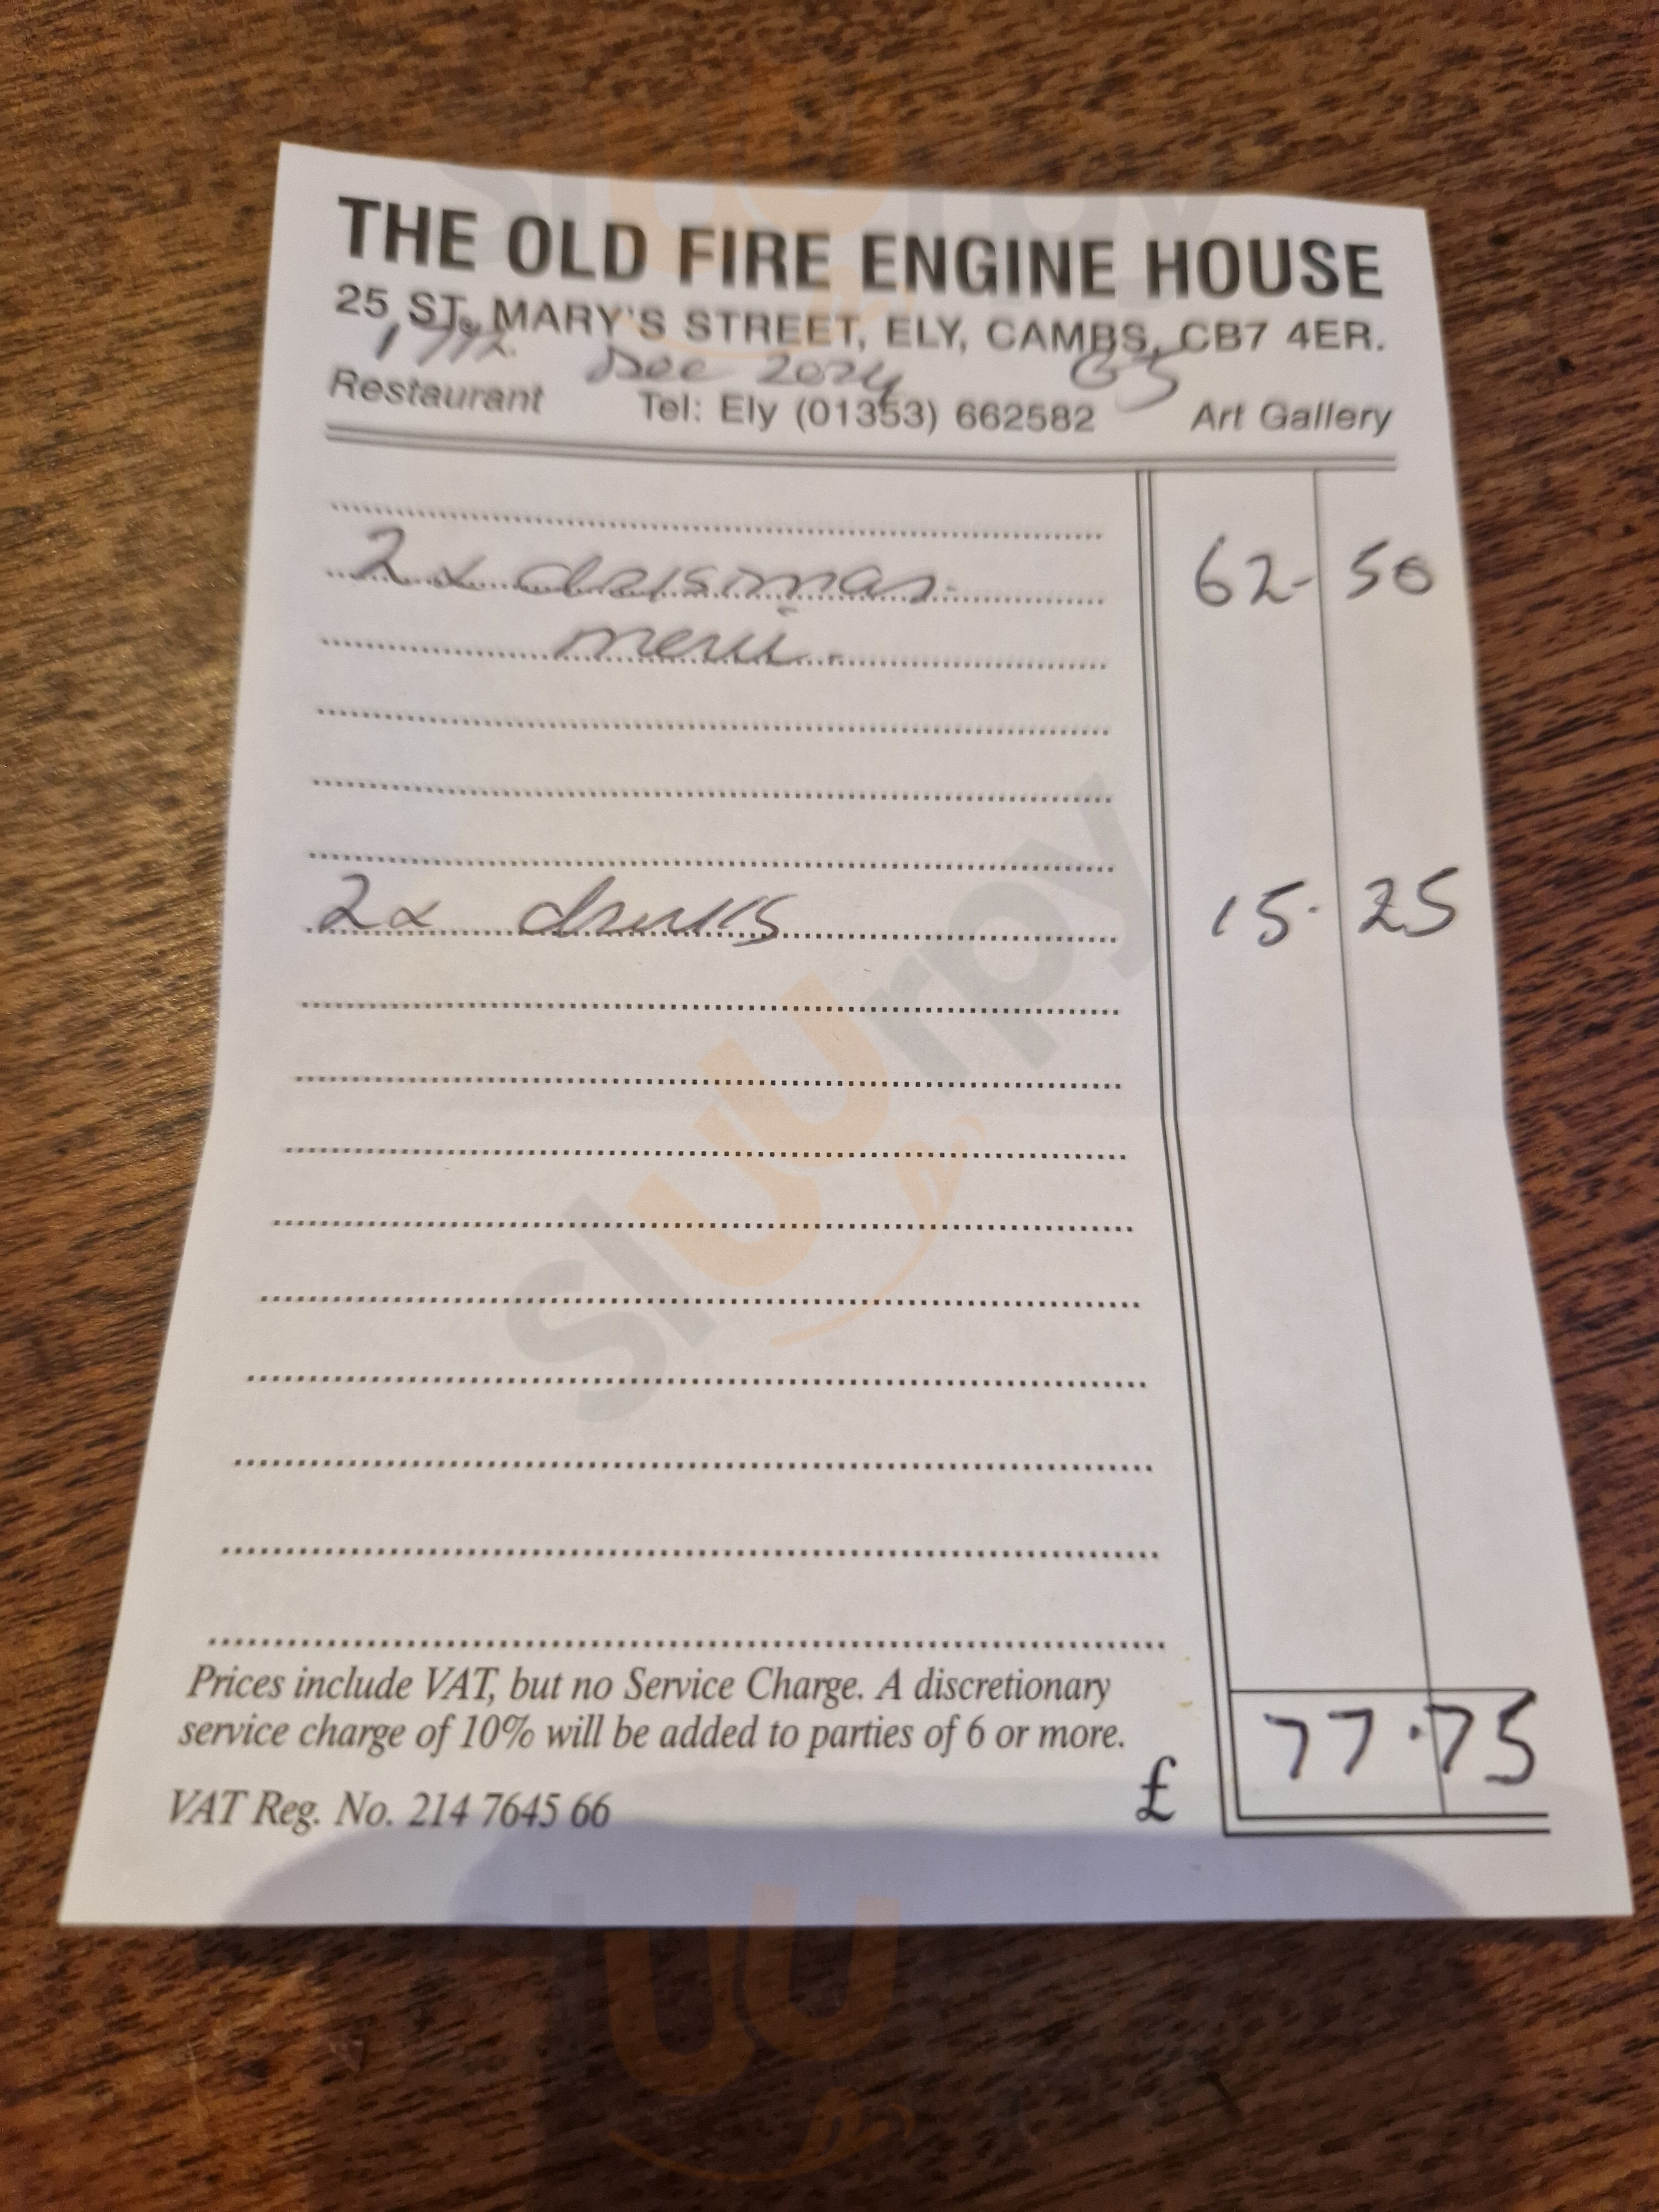 THE OLD FIRE ENGINE HOUSE
25 ST. MARY'S STREET, ELY, CAMBS, CB7 4ER.
17th Dec 2024 G5
Restaurant Tel: Ely (01353) 662582 Art Gallery
2x christmas 62-50
menu.
2x drinks 15.25
Prices include VAT, but no Service Charge. A discretionary
service charge of 10% will be added to parties of 6 or more.
£ 77.75
VAT Reg. No. 214 7645 66
Sluurpy